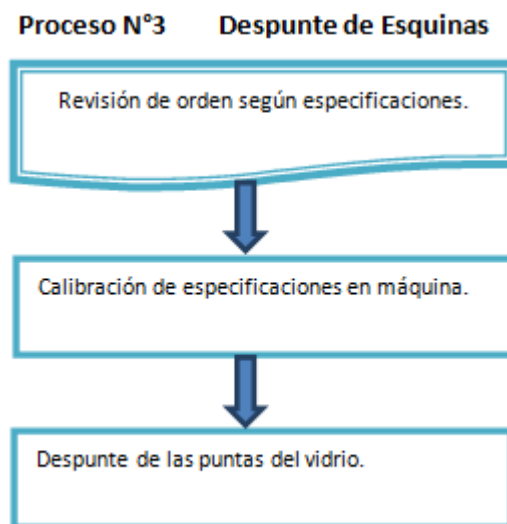 Proceso N°3 Despunte de Esquinas
Revisión de orden según especificaciones.
Calibración de especificaciones en máquina.
Despunte de las puntas del vidrio.